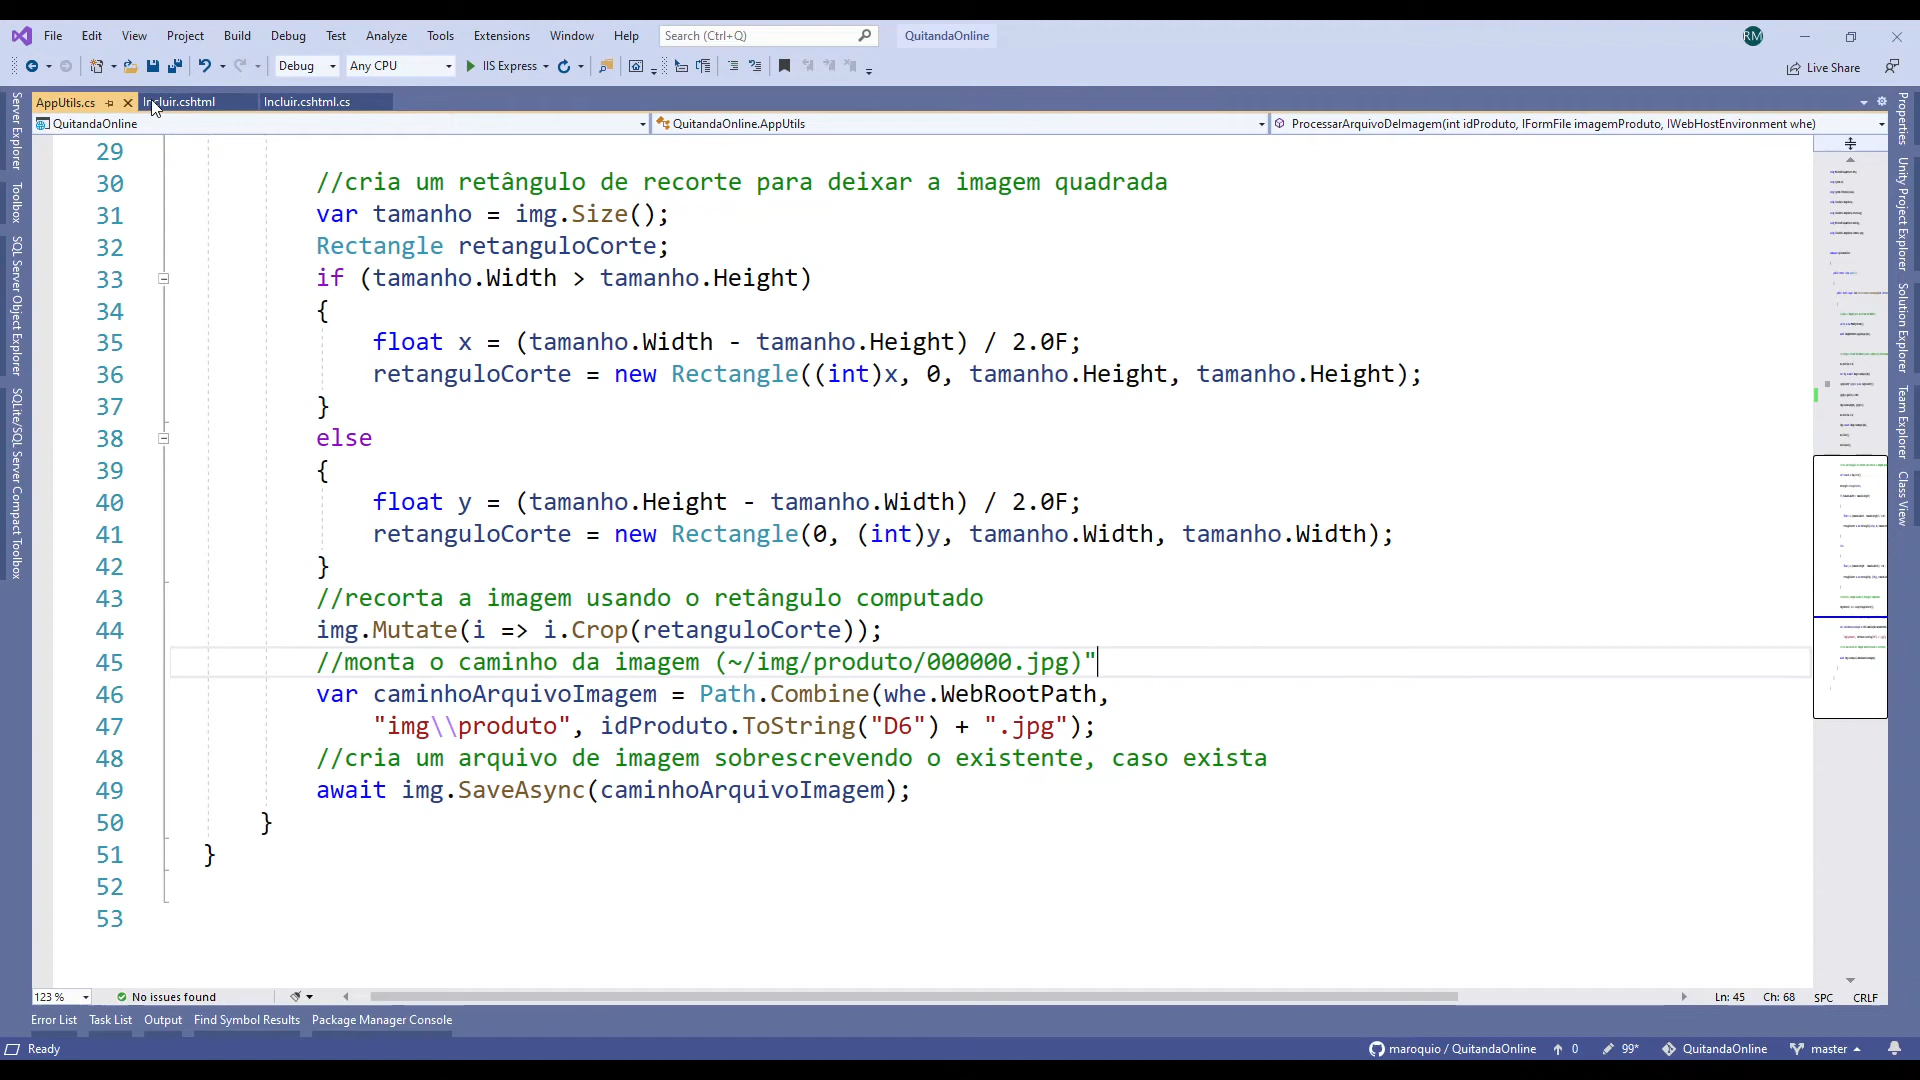 File Edit View Project Build Debug Test Analyze Tools Extensions Window Help Search (Ctrl+Q) QuitandaOnline RM
Debug Any CPU IIS Express Live Share
AppUtils.cs Incluir.cshtml Incluir.cshtml.cs
QuitandaOnline QuitandaOnline.AppUtils ProcessarArquivoDeImagem(int idProduto, IFormFile imagemProduto, IWebHostEnvironment whe)
Server Explorer
Toolbox
SQL Server Object Explorer
SQLite/SQL Server Compact Toolbox
29
30 //cria um retângulo de recorte para deixar a imagem quadrada
31 var tamanho = img.Size();
32 Rectangle retanguloCorte;
33 if (tamanho.Width > tamanho.Height)
34 {
35 float x = (tamanho.Width - tamanho.Height) / 2.0F;
36 retanguloCorte = new Rectangle((int)x, 0, tamanho.Height, tamanho.Height);
37 }
38 else
39 {
40 float y = (tamanho.Height - tamanho.Width) / 2.0F;
41 retanguloCorte = new Rectangle(0, (int)y, tamanho.Width, tamanho.Width);
42 }
43 //recorta a imagem usando o retângulo computado
44 img.Mutate(i => i.Crop(retanguloCorte));
45 //monta o caminho da imagem (~/img/produto/000000.jpg)"
46 var caminhoArquivoImagem = Path.Combine(whe.WebRootPath,
47 "img\\produto", idProduto.ToString("D6") + ".jpg");
48 //cria um arquivo de imagem sobrescrevendo o existente, caso exista
49 await img.SaveAsync(caminhoArquivoImagem);
50 }
51 }
52
53
Properties
Unity Project Explorer
Solution Explorer
Team Explorer
Class View
123 % No issues found Ln: 45 Ch: 68 SPC CRLF
Error List Task List Output Find Symbol Results Package Manager Console
Ready maroquio / QuitandaOnline 0 99* QuitandaOnline master